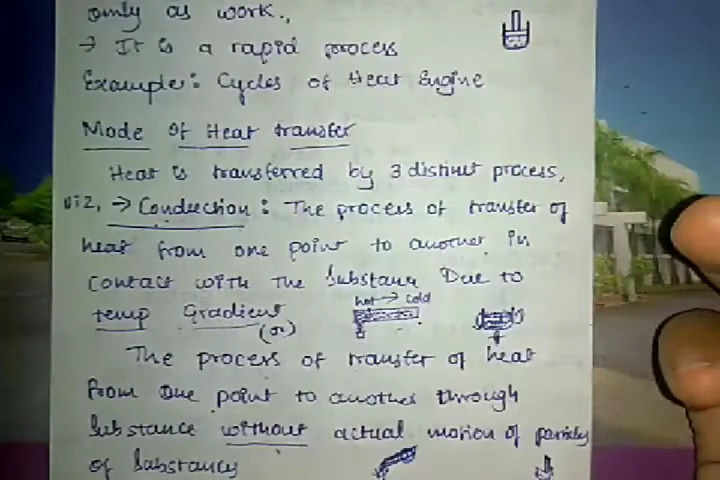 only as work.,
→ It is a rapid process
Example: Cycles of Heat Engine
Mode of Heat transfer
Heat is transferred by 3 distinct process,
viz, → Conduction: The process of transfer of
heat from one point to another in
contact with the substance Due to
hot → cold
temp Gradient
(or)
The process of transfer of heat
from one point to another through
substance without actual motion of particles
of substances